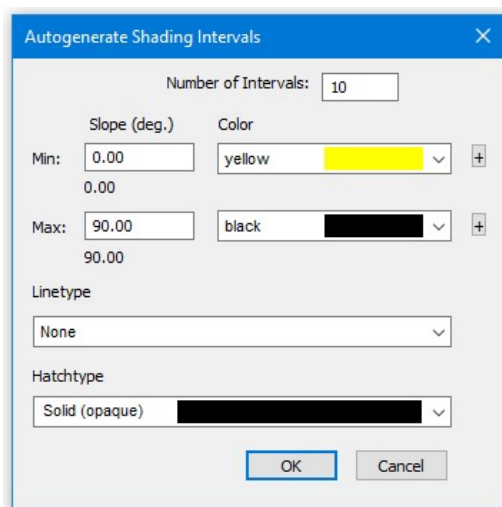 Autogenerate Shading Intervals
Number of Intervals: 10
Slope (deg.) Color
Min: 0.00 yellow +
0.00
Max: 90.00 black +
90.00
Linetype
None
Hatchtype
Solid (opaque)
OK Cancel